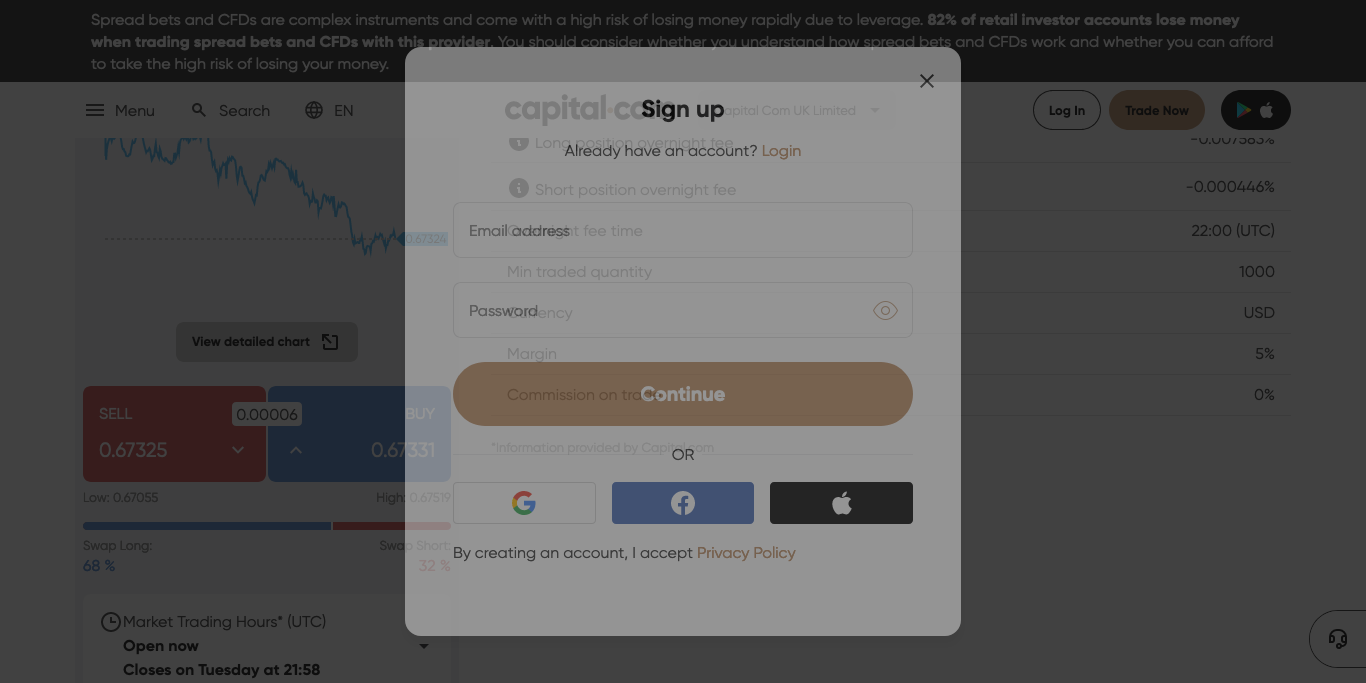 Spread bets and CFDs are complex instruments and come with a high risk of losing money rapidly due to leverage. 82% of retail investor accounts lose money
when trading spread bets and CFDs with this provider. You should consider whether you understand how spread bets and CFDs work and whether you can afford
to take the high risk of losing your money.
Menu
Search
EN
capital.com
Capital Com UK Limited
Log In
Trade Now
Sign up
Already have an account? Login
Email address
Password
Continue
OR
By creating an account, I accept Privacy Policy
Long position overnight fee
-0.007583%
Short position overnight fee
-0.000446%
Overnight fee time
22:00 (UTC)
Min traded quantity
1000
Currency
USD
Margin
5%
Commission on trade
0%
*Information provided by Capital.com
0.67324
View detailed chart
SELL
0.00006
BUY
0.67325
0.67331
Low: 0.67055
High: 0.67519
Swap Long:
Swap Short:
68 %
32 %
Market Trading Hours* (UTC)
Open now
Closes on Tuesday at 21:58